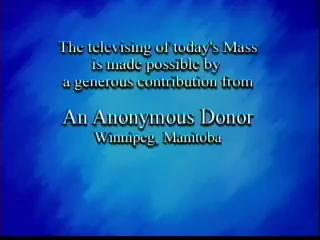 The televising of today's Mass
is made possible by
a generous contribution from
An Anonymous Donor
Winnipeg, Manitoba